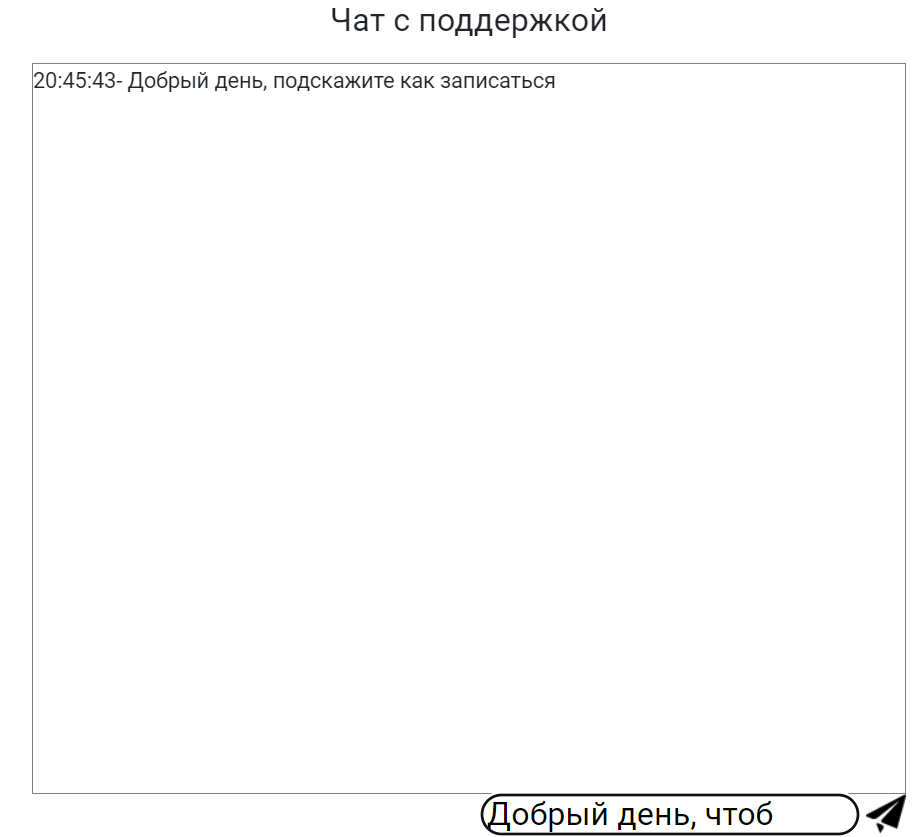 Чат с поддержкой
20:45:43- Добрый день, подскажите как записаться
Добрый день, чтоб